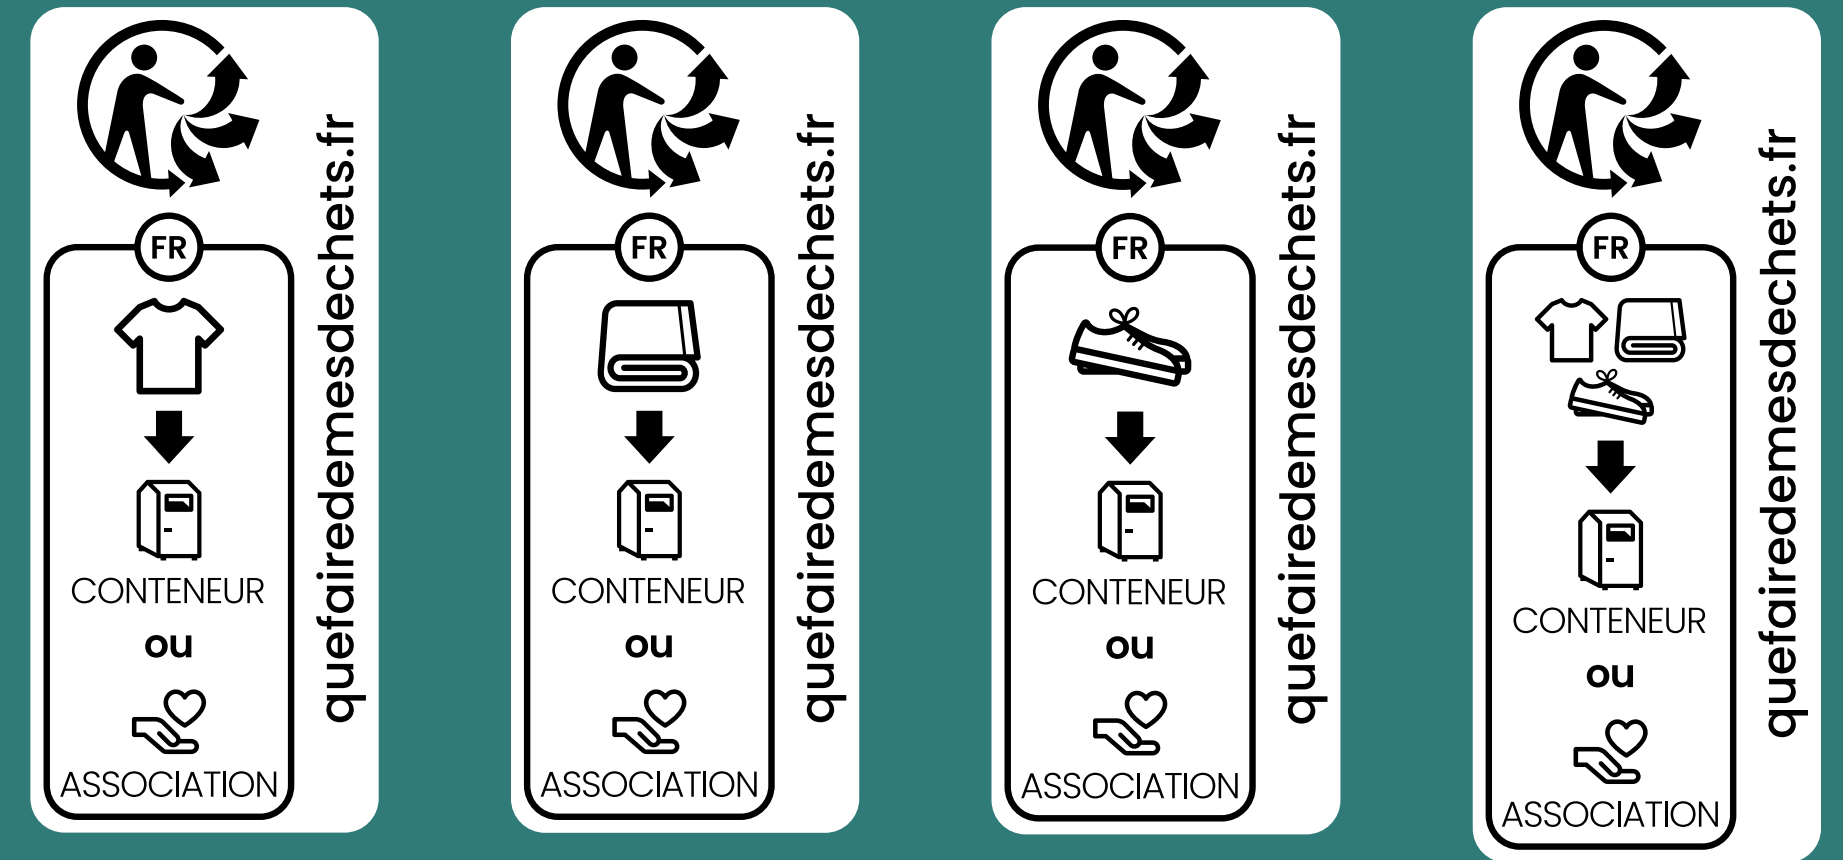 FR
CONTENEUR
ou
ASSOCIATION
quefairedemesdechets.fr
FR
CONTENEUR
ou
ASSOCIATION
quefairedemesdechets.fr
FR
CONTENEUR
ou
ASSOCIATION
quefairedemesdechets.fr
FR
CONTENEUR
ou
ASSOCIATION
quefairedemesdechets.fr